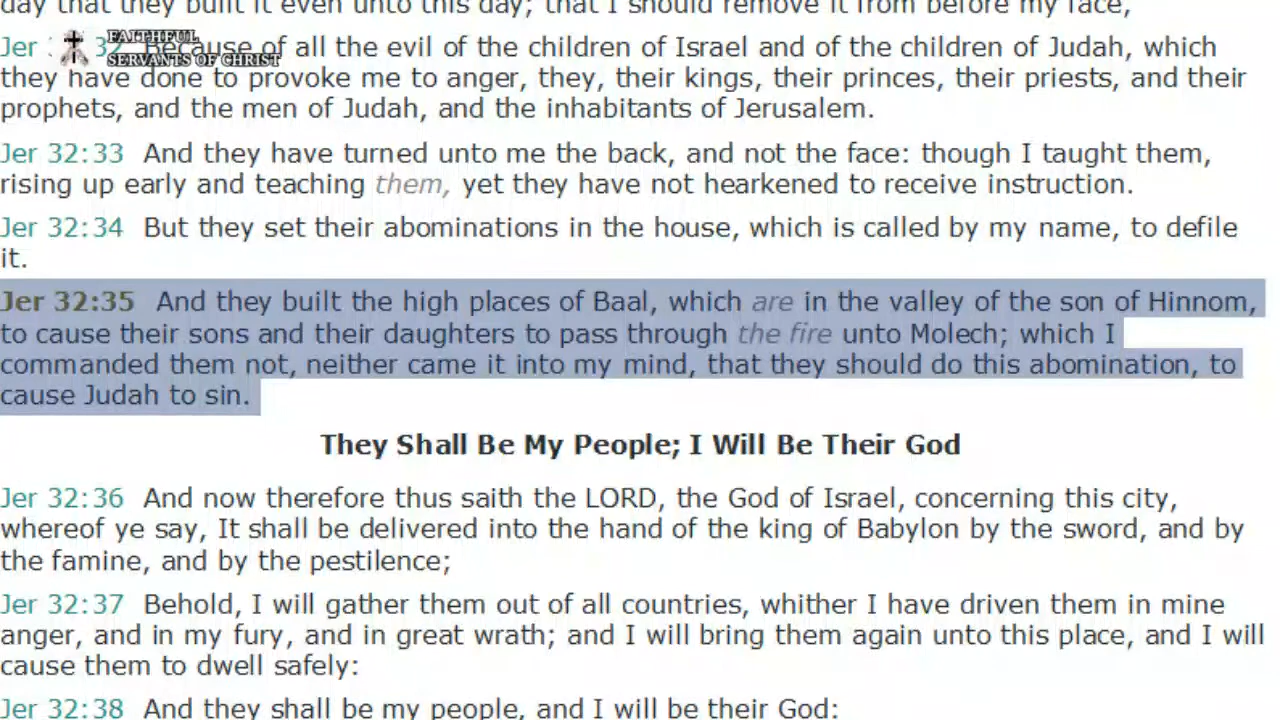 day that they built it even unto this day; that I should remove it from before my face,
FAITHFUL
SERVANTS OF CHRIST
Jer 32 Because of all the evil of the children of Israel and of the children of Judah, which
they have done to provoke me to anger, they, their kings, their princes, their priests, and their
prophets, and the men of Judah, and the inhabitants of Jerusalem.
Jer 32:33 And they have turned unto me the back, and not the face: though I taught them,
rising up early and teaching them, yet they have not hearkened to receive instruction.
Jer 32:34 But they set their abominations in the house, which is called by my name, to defile
it.
Jer 32:35 And they built the high places of Baal, which are in the valley of the son of Hinnom,
to cause their sons and their daughters to pass through the fire unto Molech; which I
commanded them not, neither came it into my mind, that they should do this abomination, to
cause Judah to sin.
They Shall Be My People; I Will Be Their God
Jer 32:36 And now therefore thus saith the LORD, the God of Israel, concerning this city,
whereof ye say, It shall be delivered into the hand of the king of Babylon by the sword, and by
the famine, and by the pestilence;
Jer 32:37 Behold, I will gather them out of all countries, whither I have driven them in mine
anger, and in my fury, and in great wrath; and I will bring them again unto this place, and I will
cause them to dwell safely:
Jer 32:38 And they shall be my people, and I will be their God: